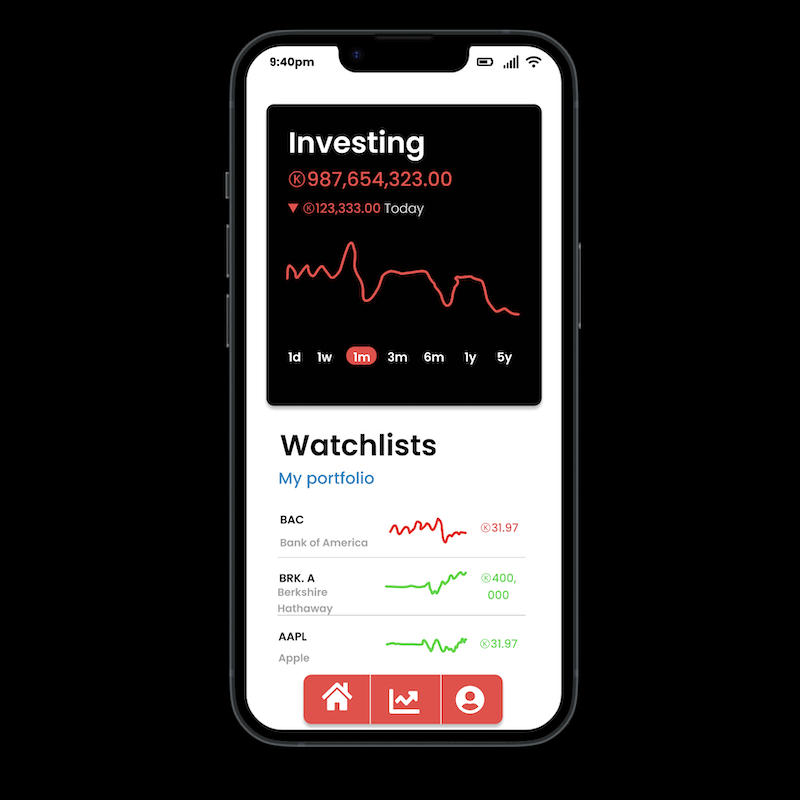 9:40pm
Investing
Ⓚ987,654,323.00
▼ Ⓚ123,333.00 Today
1d 1w 1m 3m 6m 1y 5y
Watchlists
My portfolio
BAC
Bank of America
Ⓚ31.97
BRK. A
Berkshire
Hathaway
Ⓚ400,
000
AAPL
Apple
Ⓚ31.97